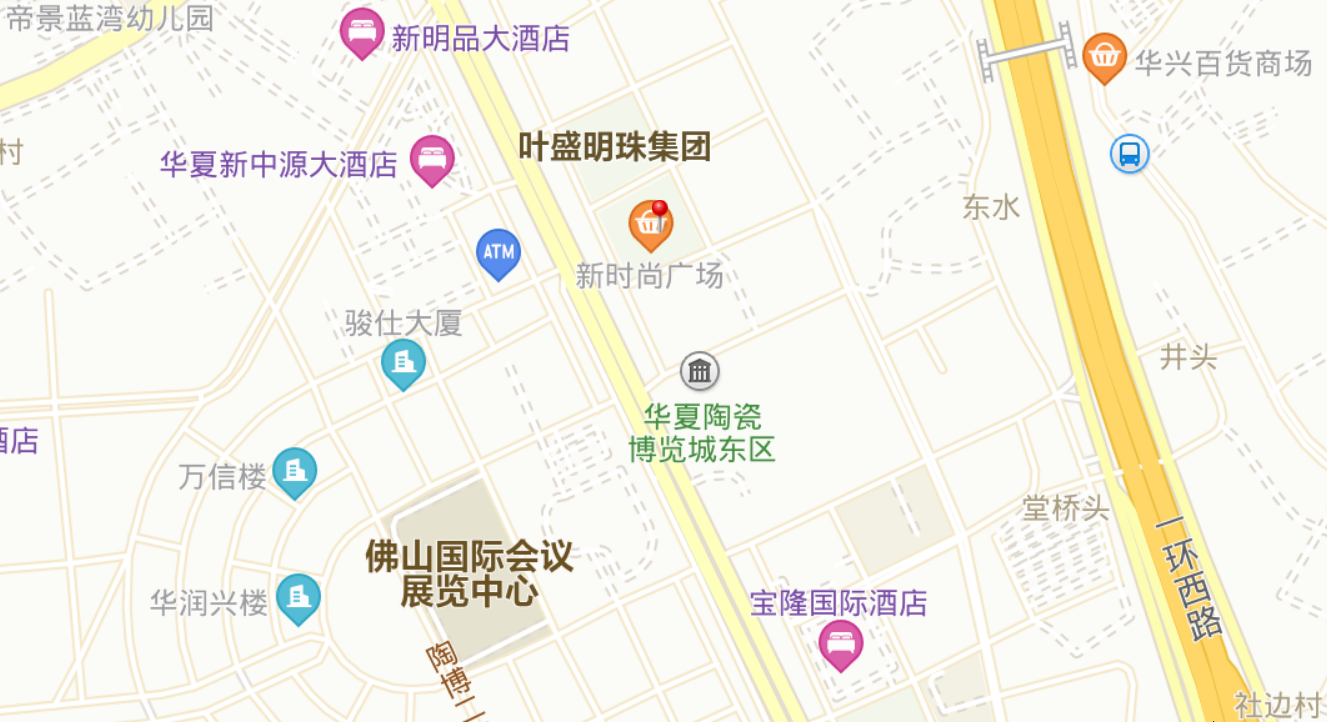 帝景蓝湾幼儿园
新明品大酒店
华兴百货商场
叶盛明珠集团
村
华夏新中源大酒店
东水
ATM
新时尚广场
骏仕大厦
井头
华夏陶瓷
博览城东区
酒店
万信楼
堂桥头
一环西路
佛山国际会议
展览中心
华润兴楼
宝隆国际酒店
陶博二
社边村